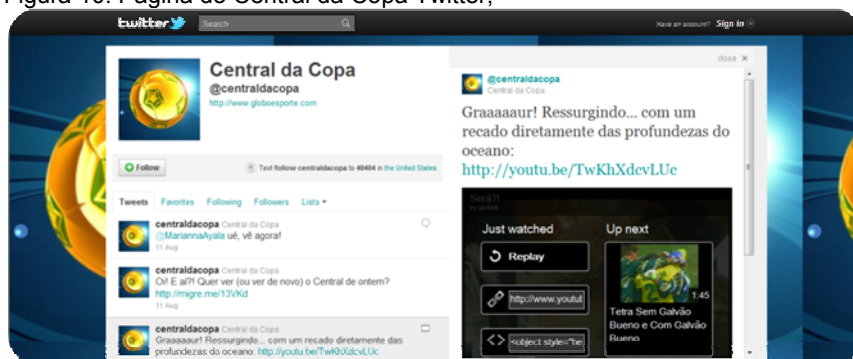 Figura 10: Página do Central da Copa Twitter;
twitter
Search
Have an account? Sign in
Central da Copa
@centraldacopa
http://www.globoesporte.com
Follow
Text follow centraldacopa to 40404 in the United States
Tweets Favorites Following Followers Lists
centraldacopa Central da Copa
@MariannaAyala ué, vê agora!
11 Aug
centraldacopa Central da Copa
Oi! E aí?! Quer ver (ou ver de novo) o Central de ontem?
http://migre.me/13VKd
11 Aug
centraldacopa Central da Copa
Graaaaaur! Ressurgindo... com um recado diretamente das
profundezas do oceano: http://youtu.be/TwKhXdcvLUc
close X
@centraldacopa
Central da Copa
Graaaaaur! Ressurgindo... com um
recado diretamente das profundezas do
oceano:
http://youtu.be/TwKhXdcvLUc
Será?!
Just watched
Up next
Replay
http://www.youtul
<object style="he
1:45
Tetra Sem Galvão
Bueno e Com Galvão
Bueno